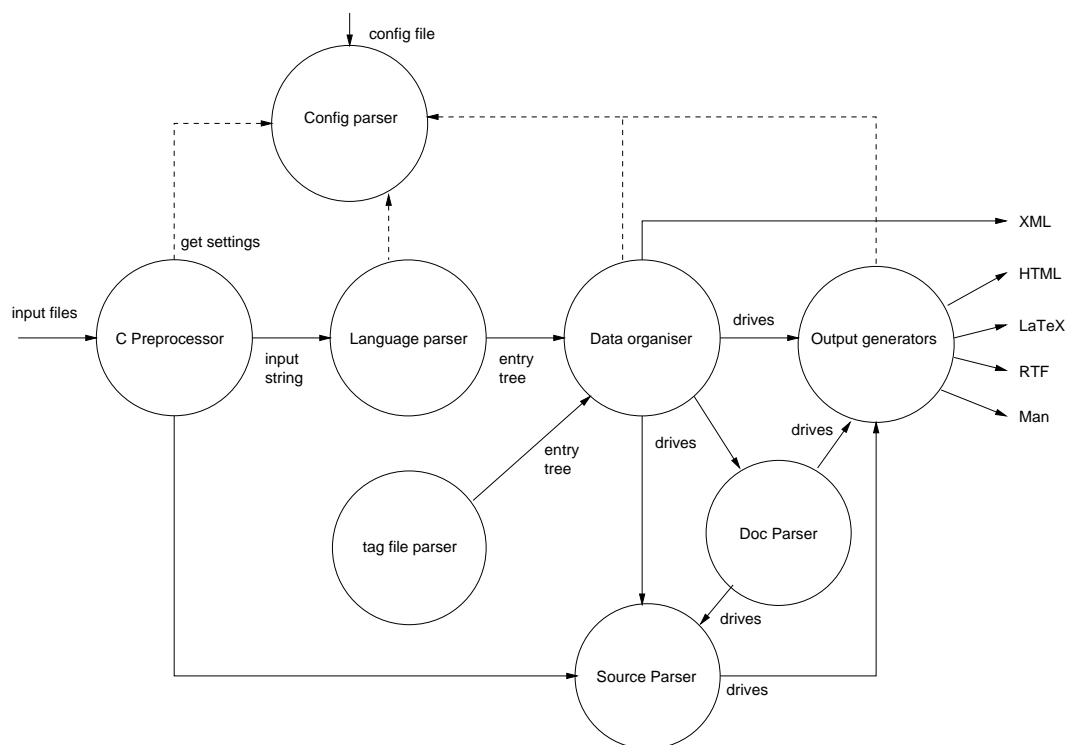 config file
Config parser
get settings
XML
HTML
input files
C Preprocessor
Language parser
Data organiser
drives
Output generators
LaTeX
input
string
entry
tree
RTF
Man
drives
drives
entry
tree
tag file parser
Doc Parser
drives
Source Parser
drives